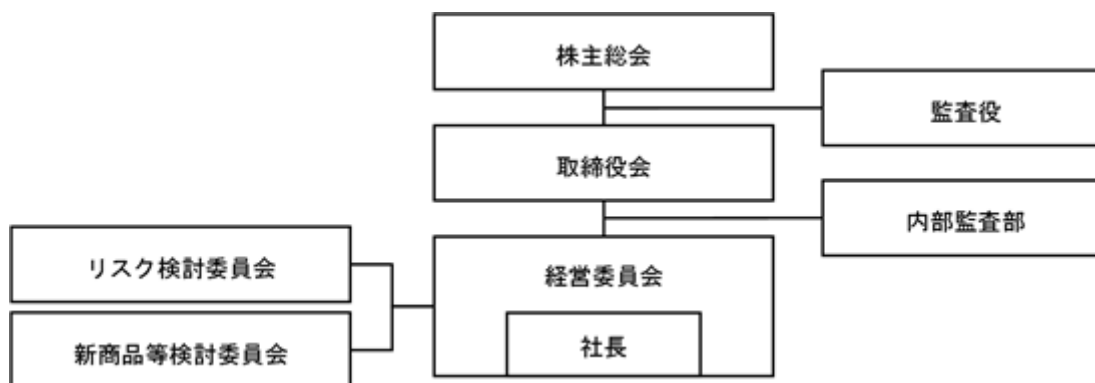 株主総会
監査役
取締役会
内部監査部
リスク検討委員会
経営委員会
新商品等検討委員会
社長